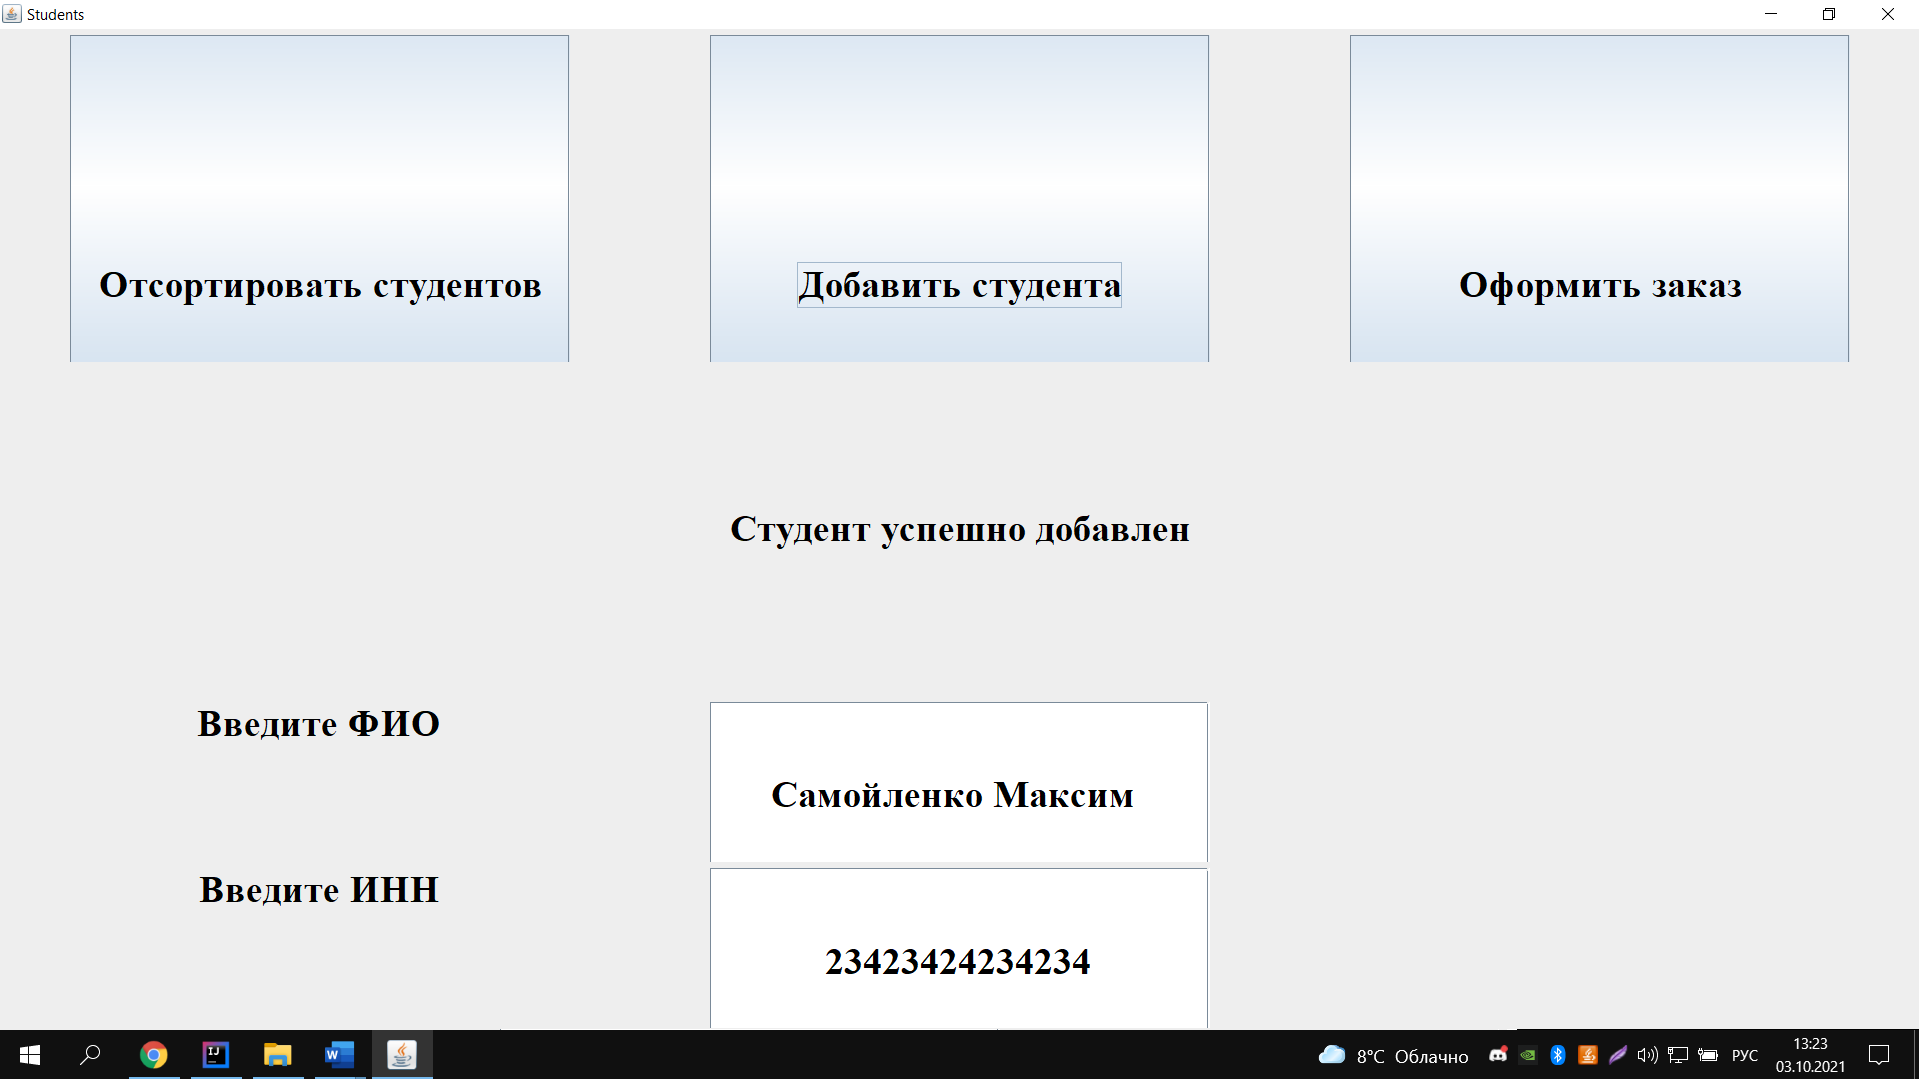 Students
Отсортировать студентов
Добавить студента
Оформить заказ
Студент успешно добавлен
Введите ФИО
Самойленко Максим
Введите ИНН
23423424234234
8°C Облачно
РУС
13:23
03.10.2021